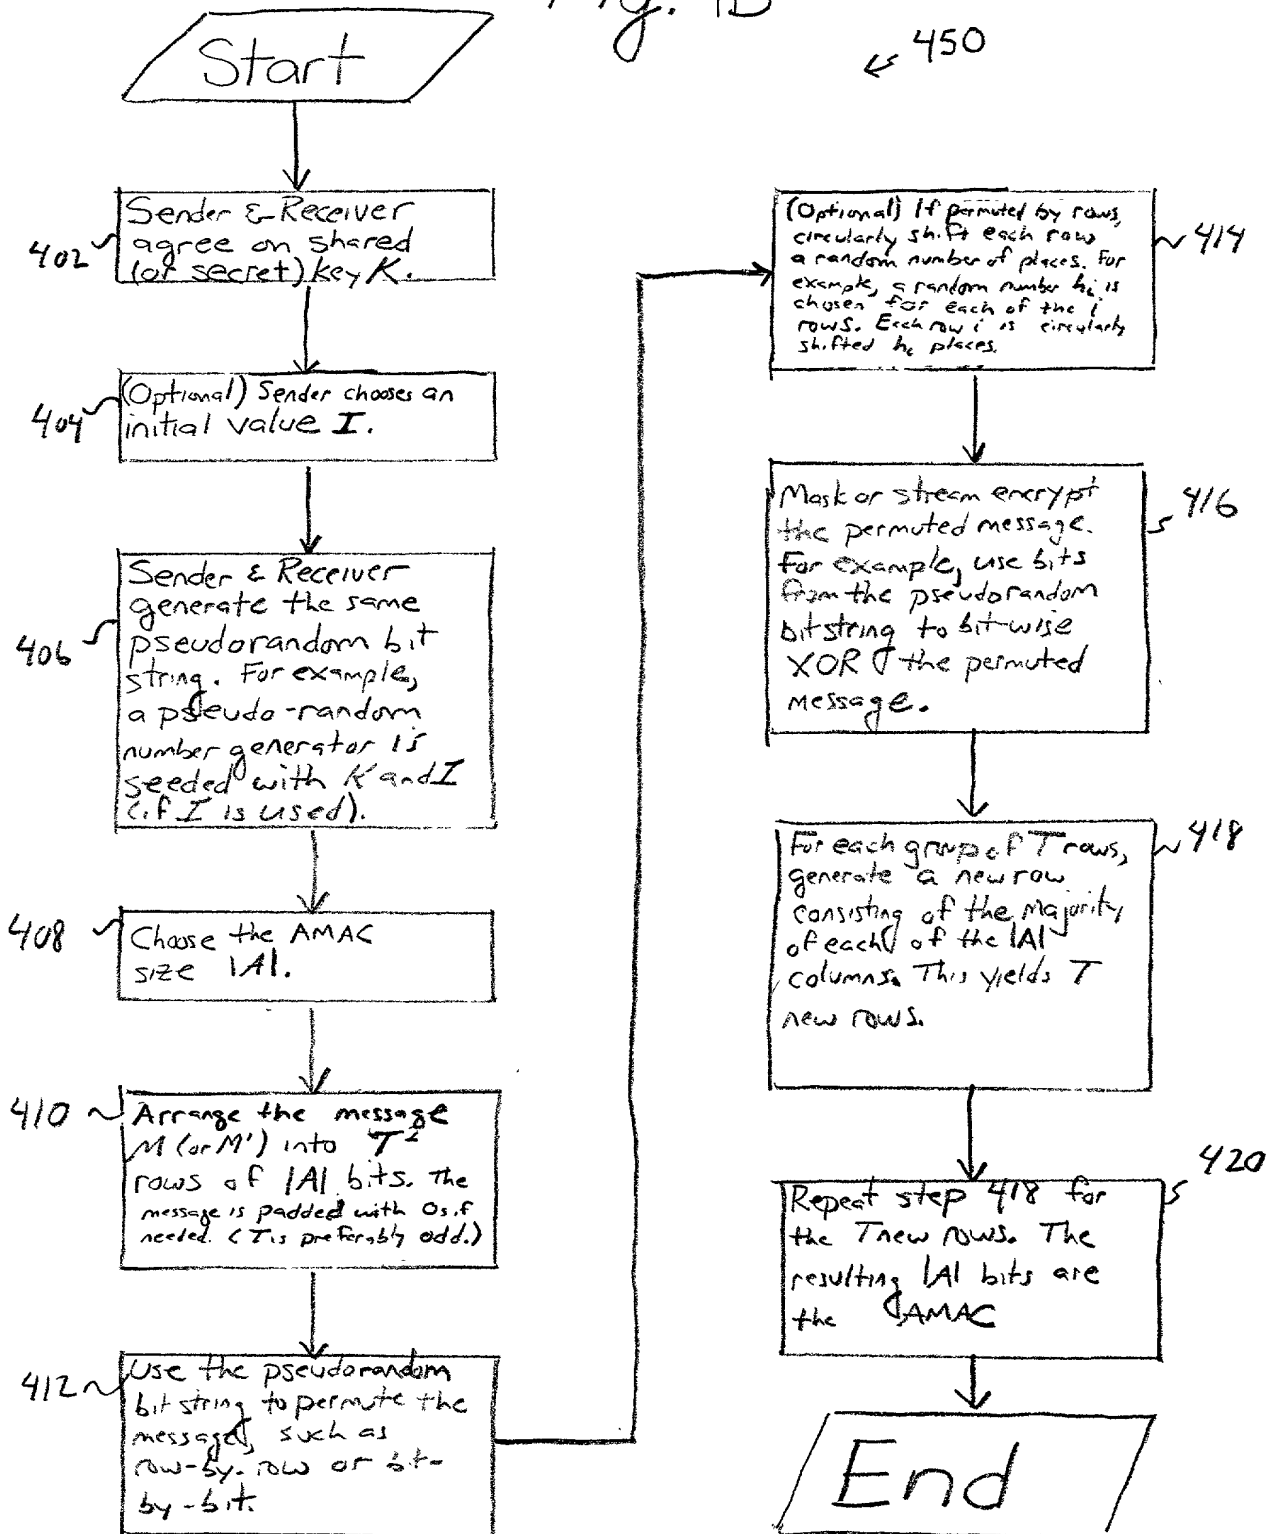 Fig. 4B
450
Start
402
Sender & Receiver
agree on shared
(or secret) key K.
404
(Optional) Sender chooses an
initial value I.
406
Sender & Receiver
generate the same
pseudorandom bit
string. For example,
a pseudo-random
number generator is
seeded with K and I
(if I is used).
408
Choose the AMAC
size |A|.
410
Arrange the message
M (or M') into T²
rows of |A| bits. The
message is padded with 0s if
needed. (T is preferably odd.)
412
Use the pseudorandom
bit string to permute the
message, such as
row-by-row or bit-
by-bit.
414
(Optional) If permuted by rows,
circularly shift each row
a random number of places. For
example, a random number hi is
chosen for each of the i
rows. Each row i is circularly
shifted hi places.
416
Mask or stream encrypt
the permuted message.
For example, use bits
from the pseudorandom
bitstring to bit-wise
XOR the permuted
message.
418
For each group of T rows,
generate a new row
consisting of the majority
of each of the |A|
columns. This yields T
new rows.
420
Repeat step 418 for
the T new rows. The
resulting |A| bits are
the AMAC
End